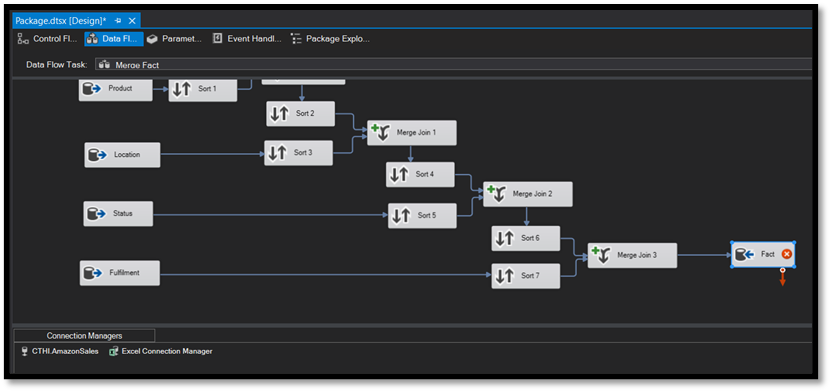 Package.dtsx [Design]*
Control Fl... Data Fl... Paramet... Event Handl... Package Explo...
Data Flow Task: Merge Fact
Product Sort 1
Sort 2
Merge Join 1
Location Sort 3
Sort 4
Merge Join 2
Status Sort 5
Sort 6
Merge Join 3 Fact
Fulfilment Sort 7
Connection Managers
CTHI.AmazonSales Excel Connection Manager